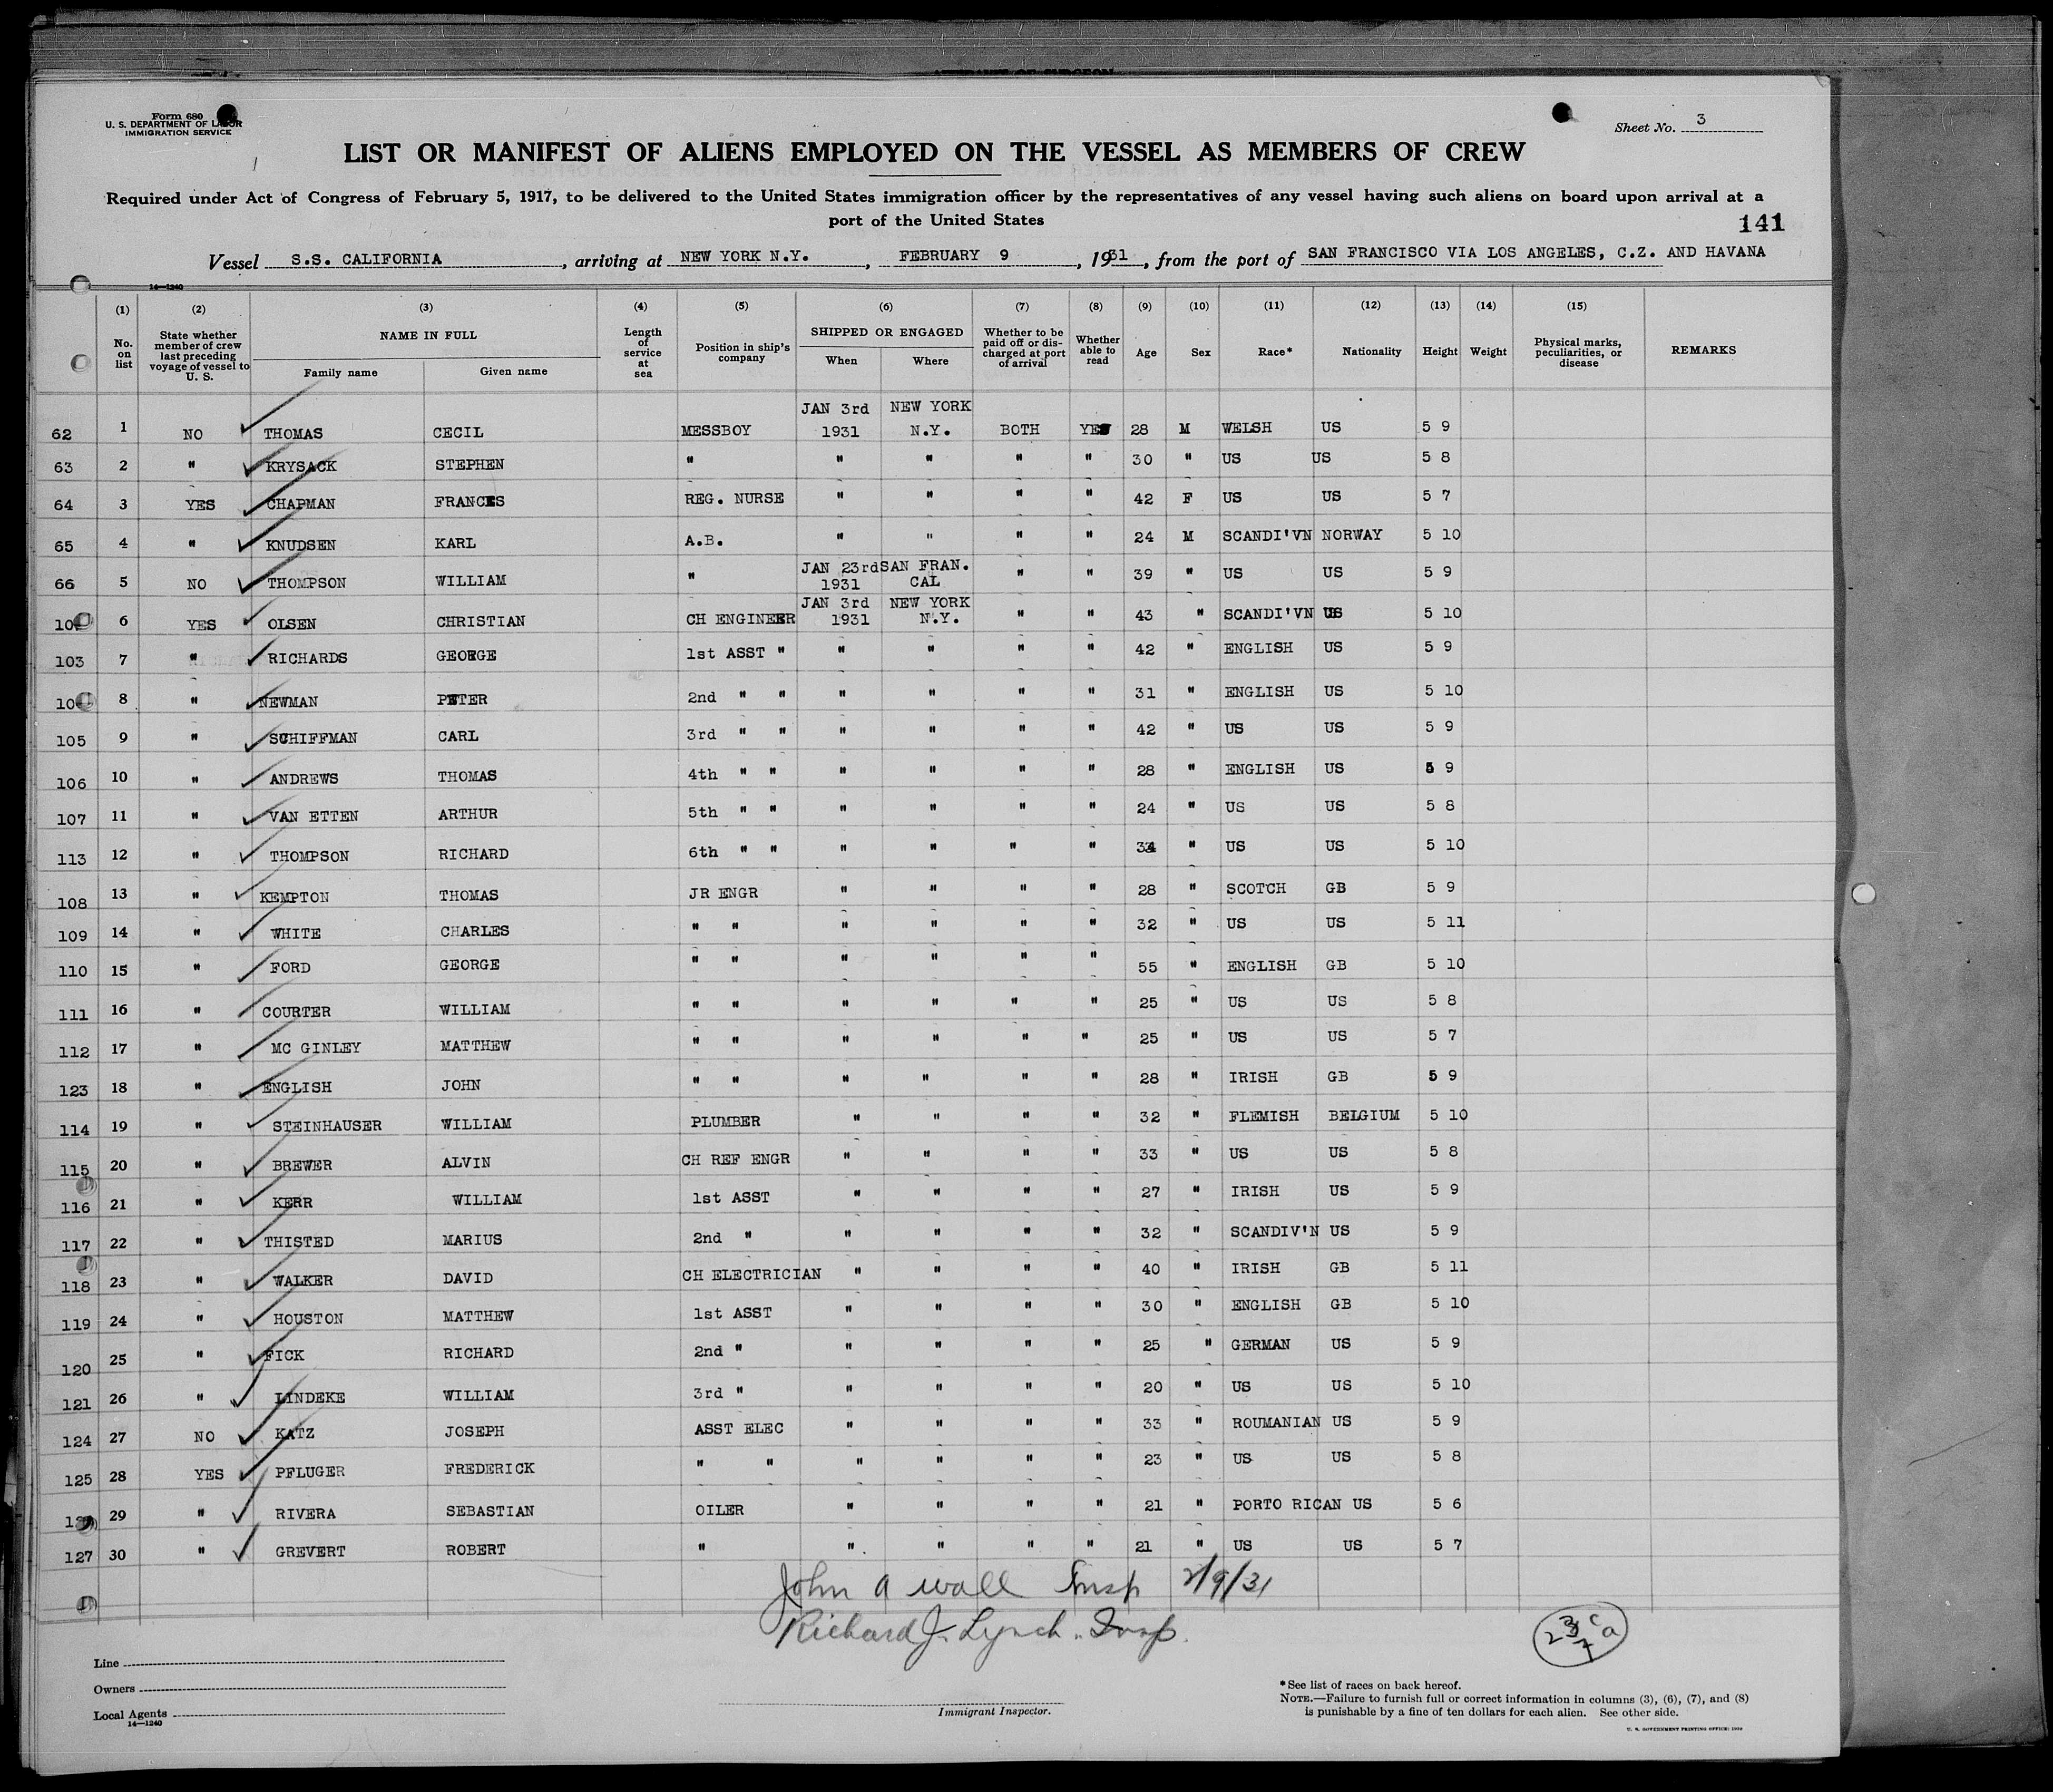 Form 680
U. S. DEPARTMENT OF LABOR
IMMIGRATION SERVICE
Sheet No. 3
LIST OR MANIFEST OF ALIENS EMPLOYED ON THE VESSEL AS MEMBERS OF CREW
Required under Act of Congress of February 5, 1917, to be delivered to the United States immigration officer by the representatives of any vessel having such aliens on board upon arrival at a
port of the United States
141
Vessel S.S. CALIFORNIA, arriving at NEW YORK N.Y., FEBRUARY 9, 1931, from the port of SAN FRANCISCO VIA LOS ANGELES, C.Z. AND HAVANA
14—1240
(1) (2) (3) (4) (5) (6) (7) (8) (9) (10) (11) (12) (13) (14) (15)
No. on list State whether member of crew last preceding voyage of vessel to U. S. NAME IN FULL Family name Given name Length of service at sea Position in ship's company SHIPPED OR ENGAGED When Where Whether to be paid off or discharged at port of arrival Whether able to read Age Sex Race* Nationality Height Weight Physical marks, peculiarities, or disease REMARKS
JAN 3rd NEW YORK
62 1 NO THOMAS CECIL MESSBOY 1931 N.Y. BOTH YES 28 M WELSH US 5 9
63 2 " KRYSACK STEPHEN " " " " " 30 " US US 5 8
64 3 YES CHAPMAN FRANCES REG. NURSE " " " " 42 F US US 5 7
65 4 " KNUDSEN KARL A.B. " " " " 24 M SCANDI'VN NORWAY 5 10
JAN 23rd SAN FRAN.
66 5 NO THOMPSON WILLIAM " 1931 CAL " " 39 " US US 5 9
JAN 3rd NEW YORK
6 YES OLSEN CHRISTIAN CH ENGINEER 1931 N.Y. " " 43 " SCANDI'VN US 5 10
103 7 " RICHARDS GEORGE 1st ASST " " " " " 42 " ENGLISH US 5 9
8 " NEWMAN PETER 2nd " " " " " " 31 " ENGLISH US 5 10
105 9 " SCHIFFMAN CARL 3rd " " " " " " 42 " US US 5 9
106 10 " ANDREWS THOMAS 4th " " " " " " 28 " ENGLISH US 5 9
107 11 " VAN ETTEN ARTHUR 5th " " " " " " 24 " US US 5 8
113 12 " THOMPSON RICHARD 6th " " " " " " 34 " US US 5 10
108 13 " KEMPTON THOMAS JR ENGR " " " " 28 " SCOTCH GB 5 9
109 14 " WHITE CHARLES " " " " " " 32 " US US 5 11
110 15 " FORD GEORGE " " " " " " 55 " ENGLISH GB 5 10
111 16 " COURTER WILLIAM " " " " " " 25 " US US 5 8
112 17 " MC GINLEY MATTHEW " " " " " " 25 " US US 5 7
123 18 " ENGLISH JOHN " " " " " " 28 " IRISH GB 5 9
114 19 " STEINHAUSER WILLIAM PLUMBER " " " " 32 " FLEMISH BELGIUM 5 10
115 20 " BREWER ALVIN CH REF ENGR " " " " 33 " US US 5 8
116 21 " KERR WILLIAM 1st ASST " " " " 27 " IRISH US 5 9
117 22 " THISTED MARIUS 2nd " " " " " 32 " SCANDIV'N US 5 9
118 23 " WALKER DAVID CH ELECTRICIAN " " " " 40 " IRISH GB 5 11
119 24 " HOUSTON MATTHEW 1st ASST " " " " 30 " ENGLISH GB 5 10
120 25 " FICK RICHARD 2nd " " " " " 25 " GERMAN US 5 9
121 26 " LINDEKE WILLIAM 3rd " " " " " 20 " US US 5 10
124 27 NO KATZ JOSEPH ASST ELEC " " " " 33 " ROUMANIAN US 5 9
125 28 YES PFLUGER FREDERICK " " " " " " 23 " US US 5 8
29 " RIVERA SEBASTIAN OILER " " " " 21 " PORTO RICAN US 5 6
127 30 " GREVERT ROBERT " " " " " 21 " US US 5 7
John A Wall Insp 2/9/31
Richard J. Lynch. Insp.
Line
Owners
Local Agents
14—1240
Immigrant Inspector.
*See list of races on back hereof.
NOTE.—Failure to furnish full or correct information in columns (3), (6), (7), and (8)
is punishable by a fine of ten dollars for each alien. See other side.
U. S. GOVERNMENT PRINTING OFFICE: 1930